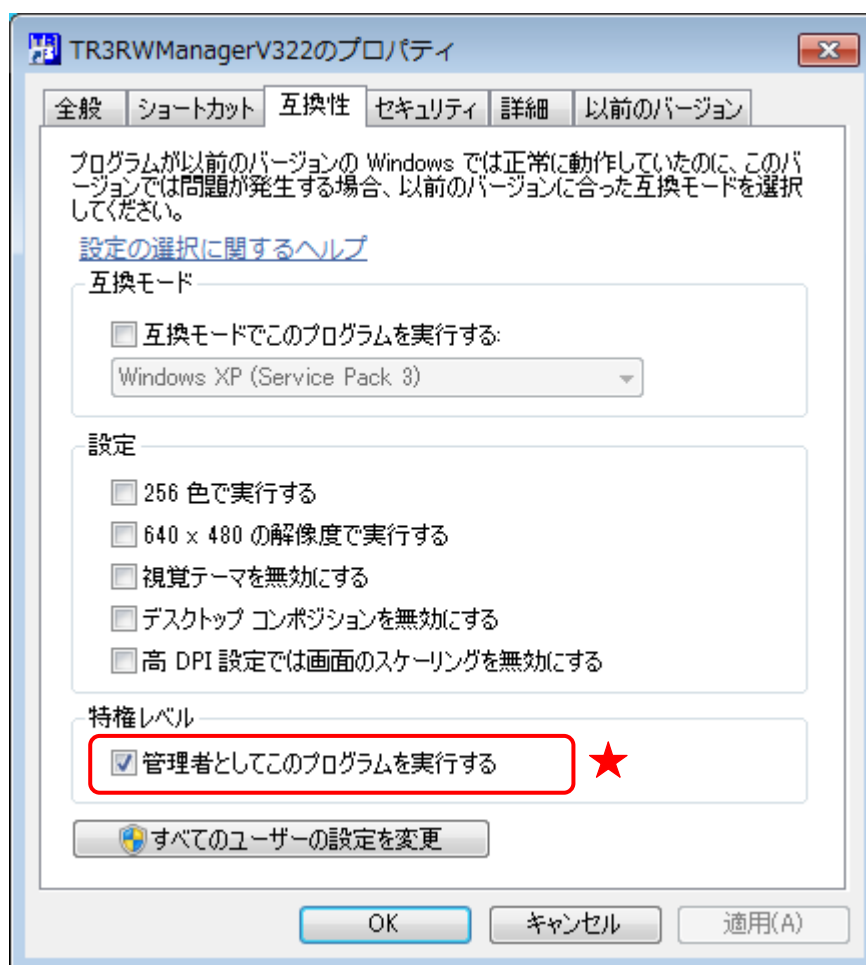 TR3RWManagerV322のプロパティ
全般 ショートカット 互換性 セキュリティ 詳細 以前のバージョン
プログラムが以前のバージョンの Windows では正常に動作していたのに、このバ
ージョンでは問題が発生する場合、以前のバージョンに合った互換モードを選択
してください。
設定の選択に関するヘルプ
互換モード
互換モードでこのプログラムを実行する:
Windows XP (Service Pack 3)
設定
256 色で実行する
640 x 480 の解像度で実行する
視覚テーマを無効にする
デスクトップ コンポジションを無効にする
高 DPI 設定では画面のスケーリングを無効にする
特権レベル
管理者としてこのプログラムを実行する ★
すべてのユーザーの設定を変更
OK キャンセル 適用(A)